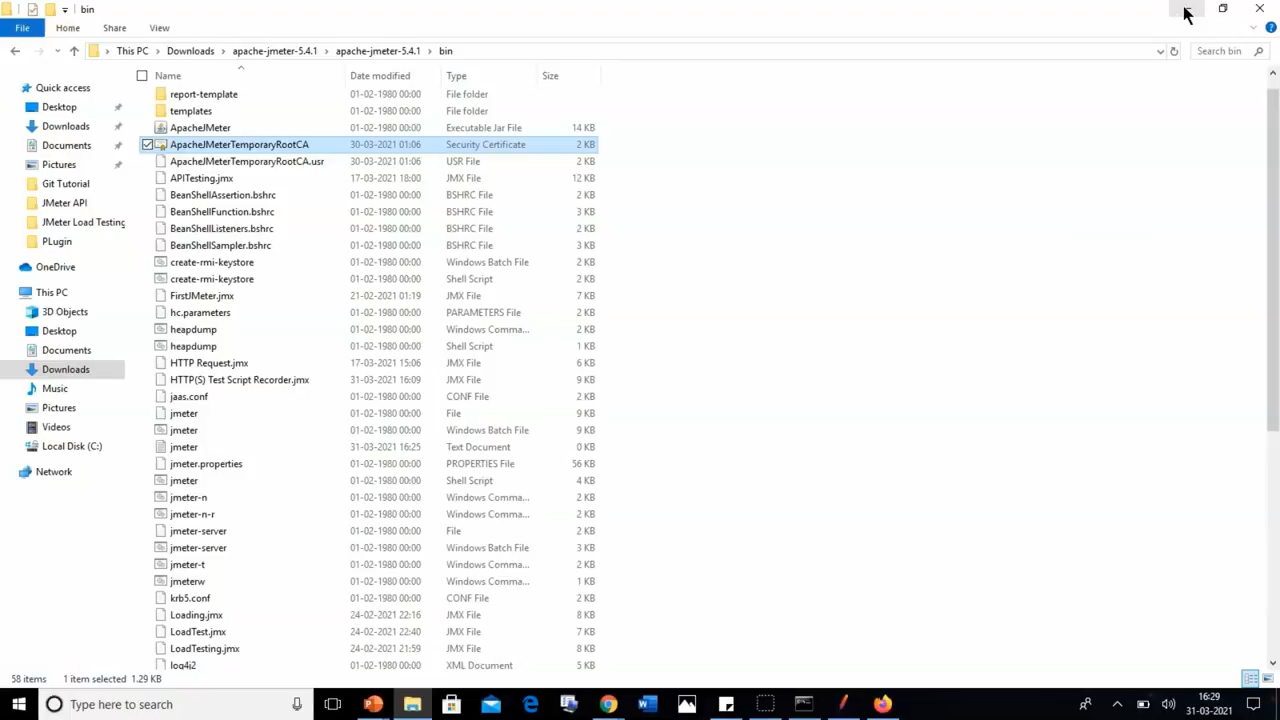 bin
File Home Share View
This PC Downloads apache-jmeter-5.4.1 apache-jmeter-5.4.1 bin Search bin
Name Date modified Type Size
Quick access
Desktop
Downloads
Documents
Pictures
Git Tutorial
JMeter API
JMeter Load Testing
PLugin
OneDrive
This PC
3D Objects
Desktop
Documents
Downloads
Music
Pictures
Videos
Local Disk (C:)
Network
report-template 01-02-1980 00:00 File folder
templates 01-02-1980 00:00 File folder
ApacheJMeter 01-02-1980 00:00 Executable Jar File 14 KB
ApacheJMeterTemporaryRootCA 30-03-2021 01:06 Security Certificate 2 KB
ApacheJMeterTemporaryRootCA.usr 30-03-2021 01:06 USR File 2 KB
APITesting.jmx 17-03-2021 18:00 JMX File 12 KB
BeanShellAssertion.bshrc 01-02-1980 00:00 BSHRC File 2 KB
BeanShellFunction.bshrc 01-02-1980 00:00 BSHRC File 3 KB
BeanShellListeners.bshrc 01-02-1980 00:00 BSHRC File 2 KB
BeanShellSampler.bshrc 01-02-1980 00:00 BSHRC File 3 KB
create-rmi-keystore 01-02-1980 00:00 Windows Batch File 2 KB
create-rmi-keystore 01-02-1980 00:00 Shell Script 2 KB
FirstJMeter.jmx 21-02-2021 01:19 JMX File 7 KB
hc.parameters 01-02-1980 00:00 PARAMETERS File 2 KB
heapdump 01-02-1980 00:00 Windows Comma... 2 KB
heapdump 01-02-1980 00:00 Shell Script 1 KB
HTTP Request.jmx 17-03-2021 15:06 JMX File 6 KB
HTTP(S) Test Script Recorder.jmx 31-03-2021 16:09 JMX File 9 KB
jaas.conf 01-02-1980 00:00 CONF File 2 KB
jmeter 01-02-1980 00:00 File 9 KB
jmeter 01-02-1980 00:00 Windows Batch File 9 KB
jmeter 31-03-2021 16:25 Text Document 0 KB
jmeter.properties 01-02-1980 00:00 PROPERTIES File 56 KB
jmeter 01-02-1980 00:00 Shell Script 4 KB
jmeter-n 01-02-1980 00:00 Windows Comma... 2 KB
jmeter-n-r 01-02-1980 00:00 Windows Comma... 2 KB
jmeter-server 01-02-1980 00:00 File 2 KB
jmeter-server 01-02-1980 00:00 Windows Batch File 3 KB
jmeter-t 01-02-1980 00:00 Windows Comma... 2 KB
jmeterw 01-02-1980 00:00 Windows Comma... 1 KB
krb5.conf 01-02-1980 00:00 CONF File 2 KB
Loading.jmx 24-02-2021 22:16 JMX File 8 KB
LoadTest.jmx 24-02-2021 22:40 JMX File 7 KB
LoadTesting.jmx 24-02-2021 21:59 JMX File 8 KB
log4j2 01-02-1980 00:00 XML Document 5 KB
58 items 1 item selected 1.29 KB
Type here to search
16:29
31-03-2021